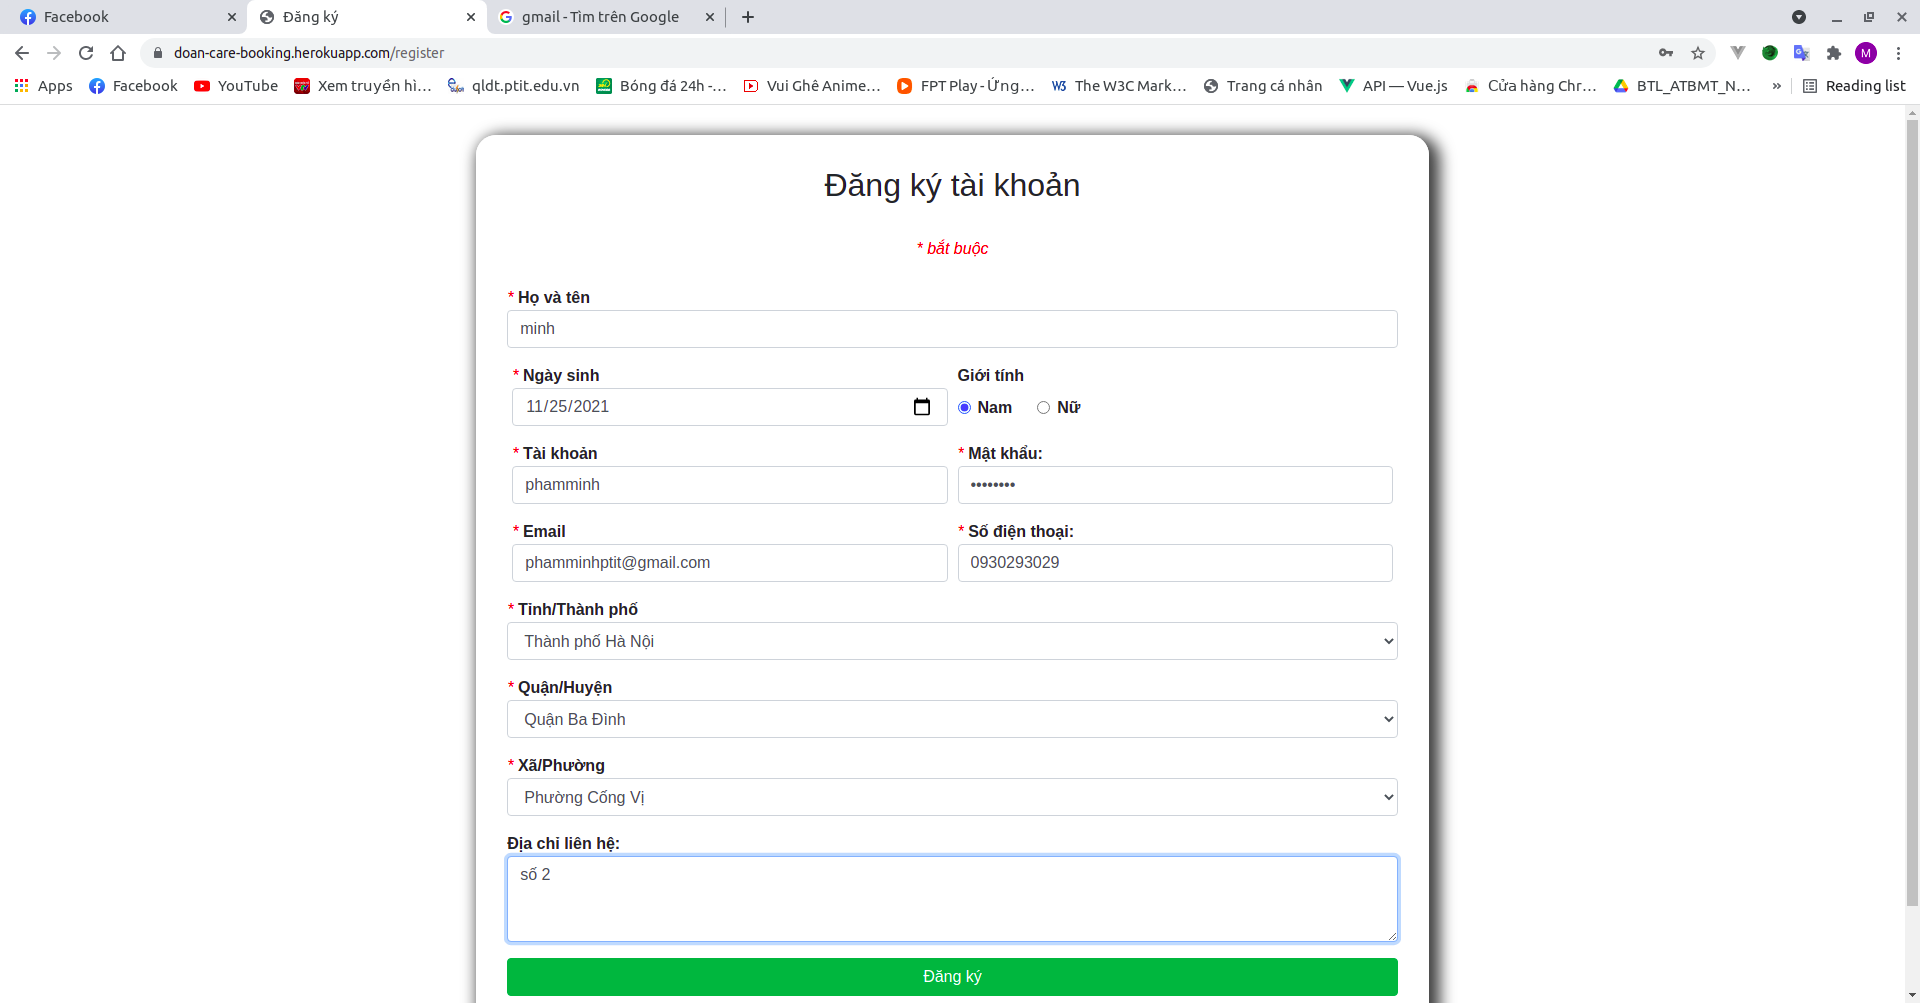 Facebook
Đăng ký
gmail - Tìm trên Google
doan-care-booking.herokuapp.com/register
M
Apps
Facebook
YouTube
Xem truyền hì...
qldt.ptit.edu.vn
Bóng đá 24h -...
Vui Ghê Anime...
FPT Play - Ứng...
The W3C Mark...
Trang cá nhân
API — Vue.js
Cửa hàng Chr...
BTL_ATBMT_N...
»
Reading list
Đăng ký tài khoản
* bắt buộc
* Họ và tên
minh
* Ngày sinh
11/25/2021
Giới tính
Nam
Nữ
* Tài khoản
phamminh
* Mật khẩu:
••••••••
* Email
phamminhptit@gmail.com
* Số điện thoại:
0930293029
* Tỉnh/Thành phố
Thành phố Hà Nội
* Quận/Huyện
Quận Ba Đình
* Xã/Phường
Phường Cống Vị
Địa chỉ liên hệ:
số 2
Đăng ký